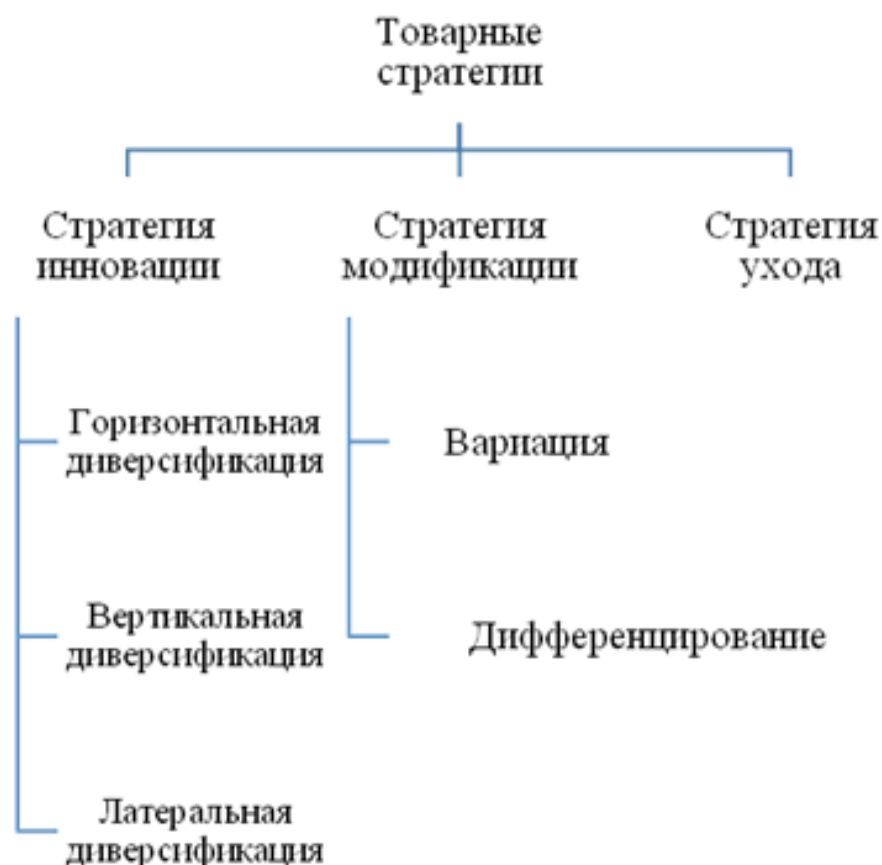 Товарные
стратегии
Стратегия
инновации
Стратегия
модификации
Стратегия
ухода
Горизонтальная
диверсификация
Вариация
Вертикальная
диверсификация
Дифференцирование
Латеральная
диверсификация